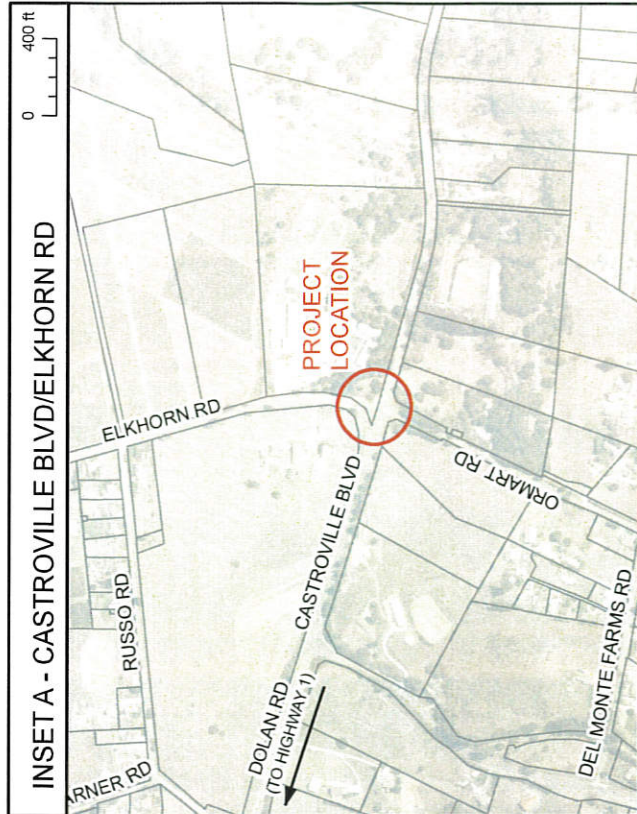 INSET A - CASTROVILLE BLVD/ELKHORN RD
0 400 ft
ARNER RD
RUSSO RD
ELKHORN RD
PROJECT
LOCATION
CASTROVILLE BLVD
DOLAN RD
(TO HIGHWAY 1)
ORMART RD
DEL MONTE FARMS RD